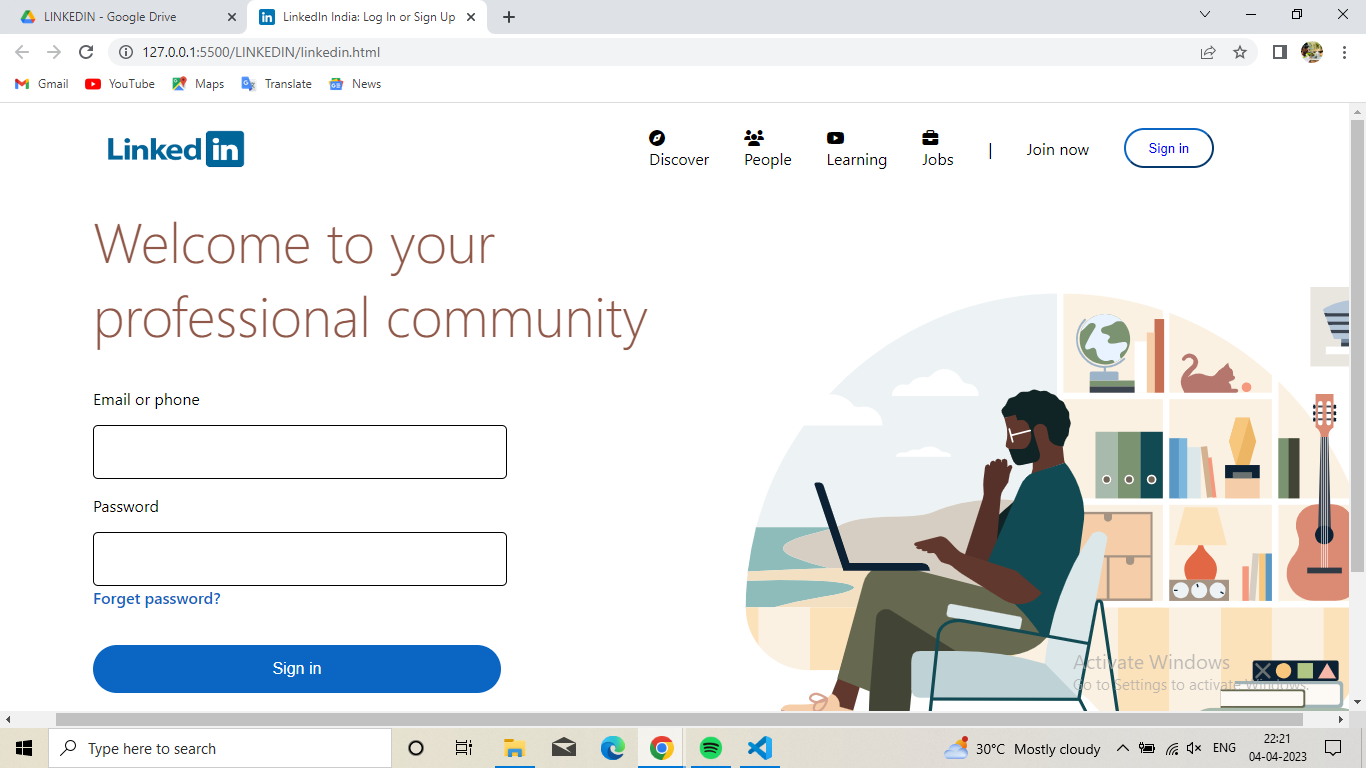 LINKEDIN - Google Drive
LinkedIn India: Log In or Sign Up
127.0.0.1:5500/LINKEDIN/linkedin.html
Gmail YouTube Maps Translate News
Linked in
Discover People Learning Jobs | Join now Sign in
Welcome to your
professional community
Email or phone
Password
Forget password?
Sign in
Activate Windows
Go to Settings to activate Windows.
Type here to search
30°C Mostly cloudy
ENG
22:21
04-04-2023